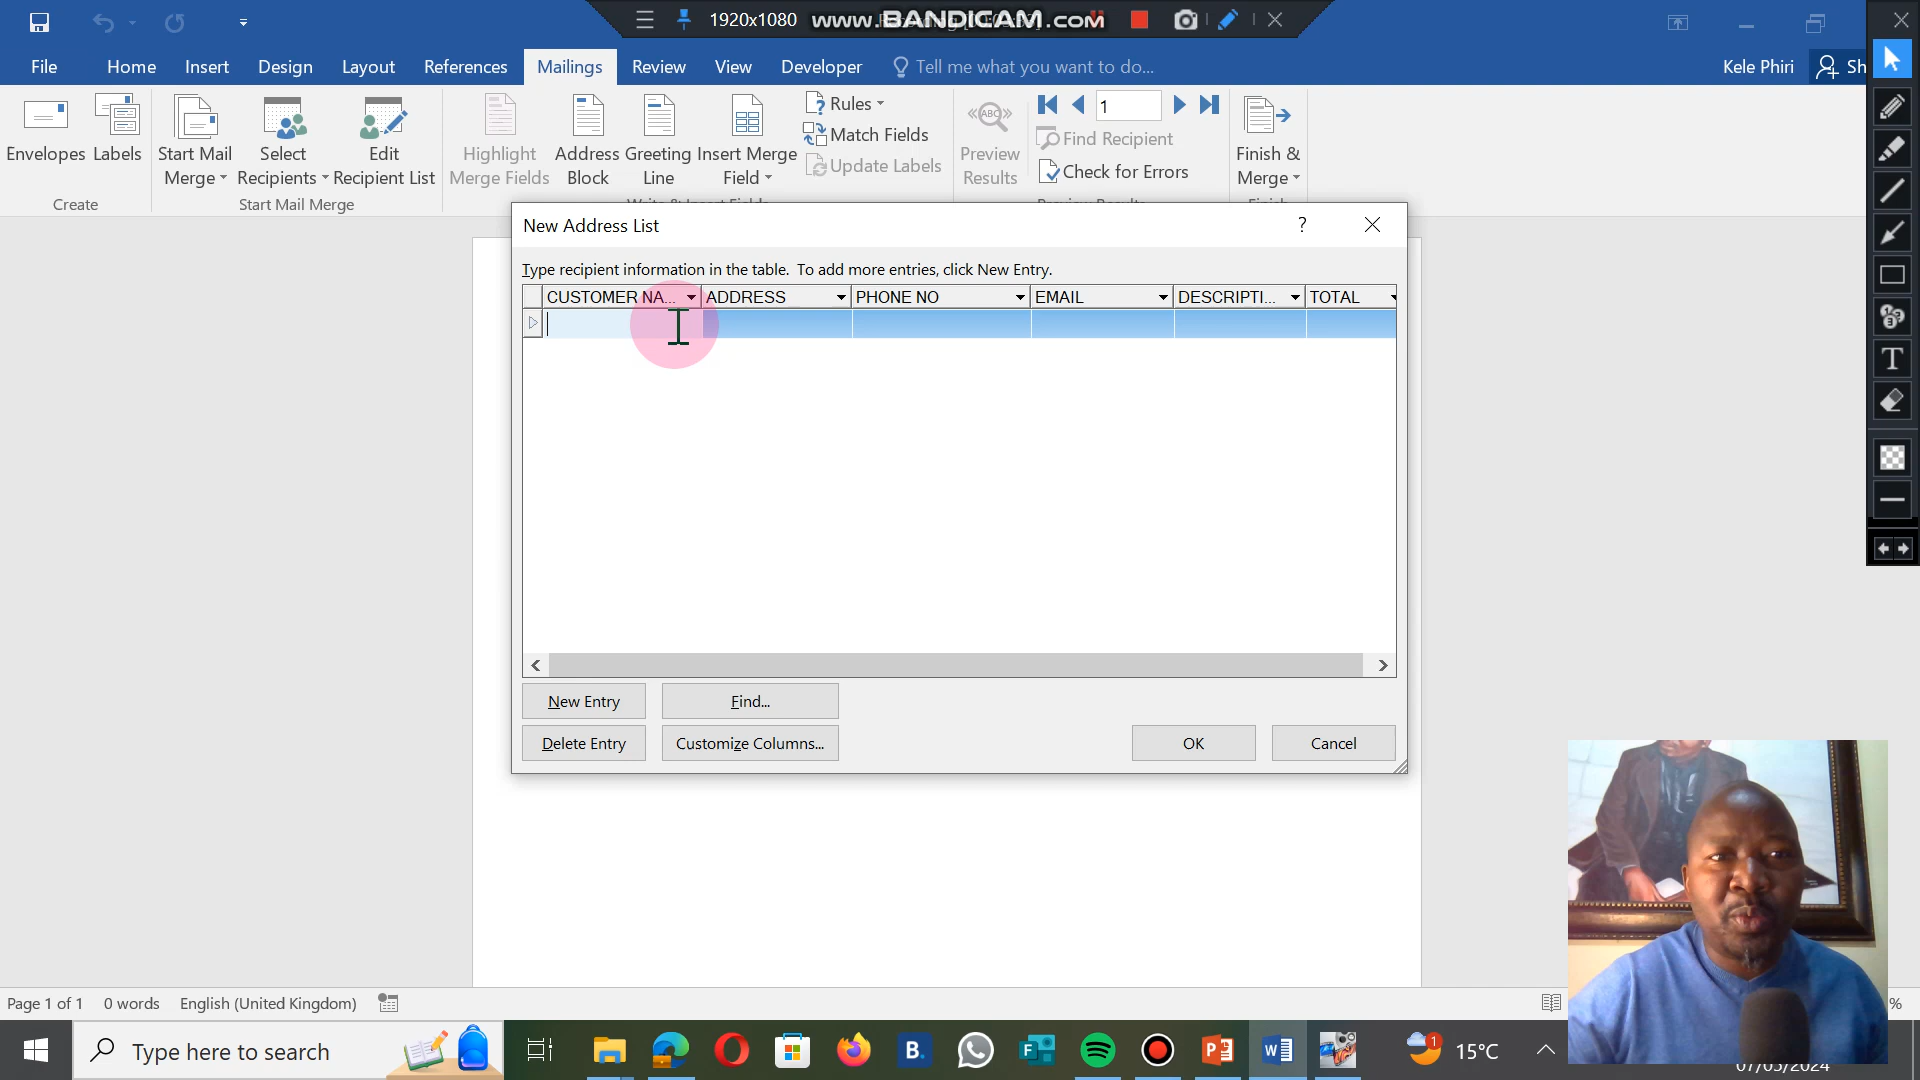 1920x1080
www.BANDICAM.com
File
Home
Insert
Design
Layout
References
Mailings
Review
View
Developer
Tell me what you want to do...
Kele Phiri
Sh
Envelopes
Labels
Start Mail
Merge
Select
Recipients
Edit
Recipient List
Highlight
Merge Fields
Address
Block
Greeting
Line
Insert Merge
Field
Rules
Match Fields
Update Labels
ABC
Preview
Results
1
Find Recipient
Check for Errors
Finish &
Merge
Create
Start Mail Merge
New Address List
?
Type recipient information in the table. To add more entries, click New Entry.
CUSTOMER NA...
ADDRESS
PHONE NO
EMAIL
DESCRIPTI...
TOTAL
New Entry
Find...
Delete Entry
Customize Columns...
OK
Cancel
Page 1 of 1
0 words
English (United Kingdom)
%
Type here to search
15°C
07/05/2024